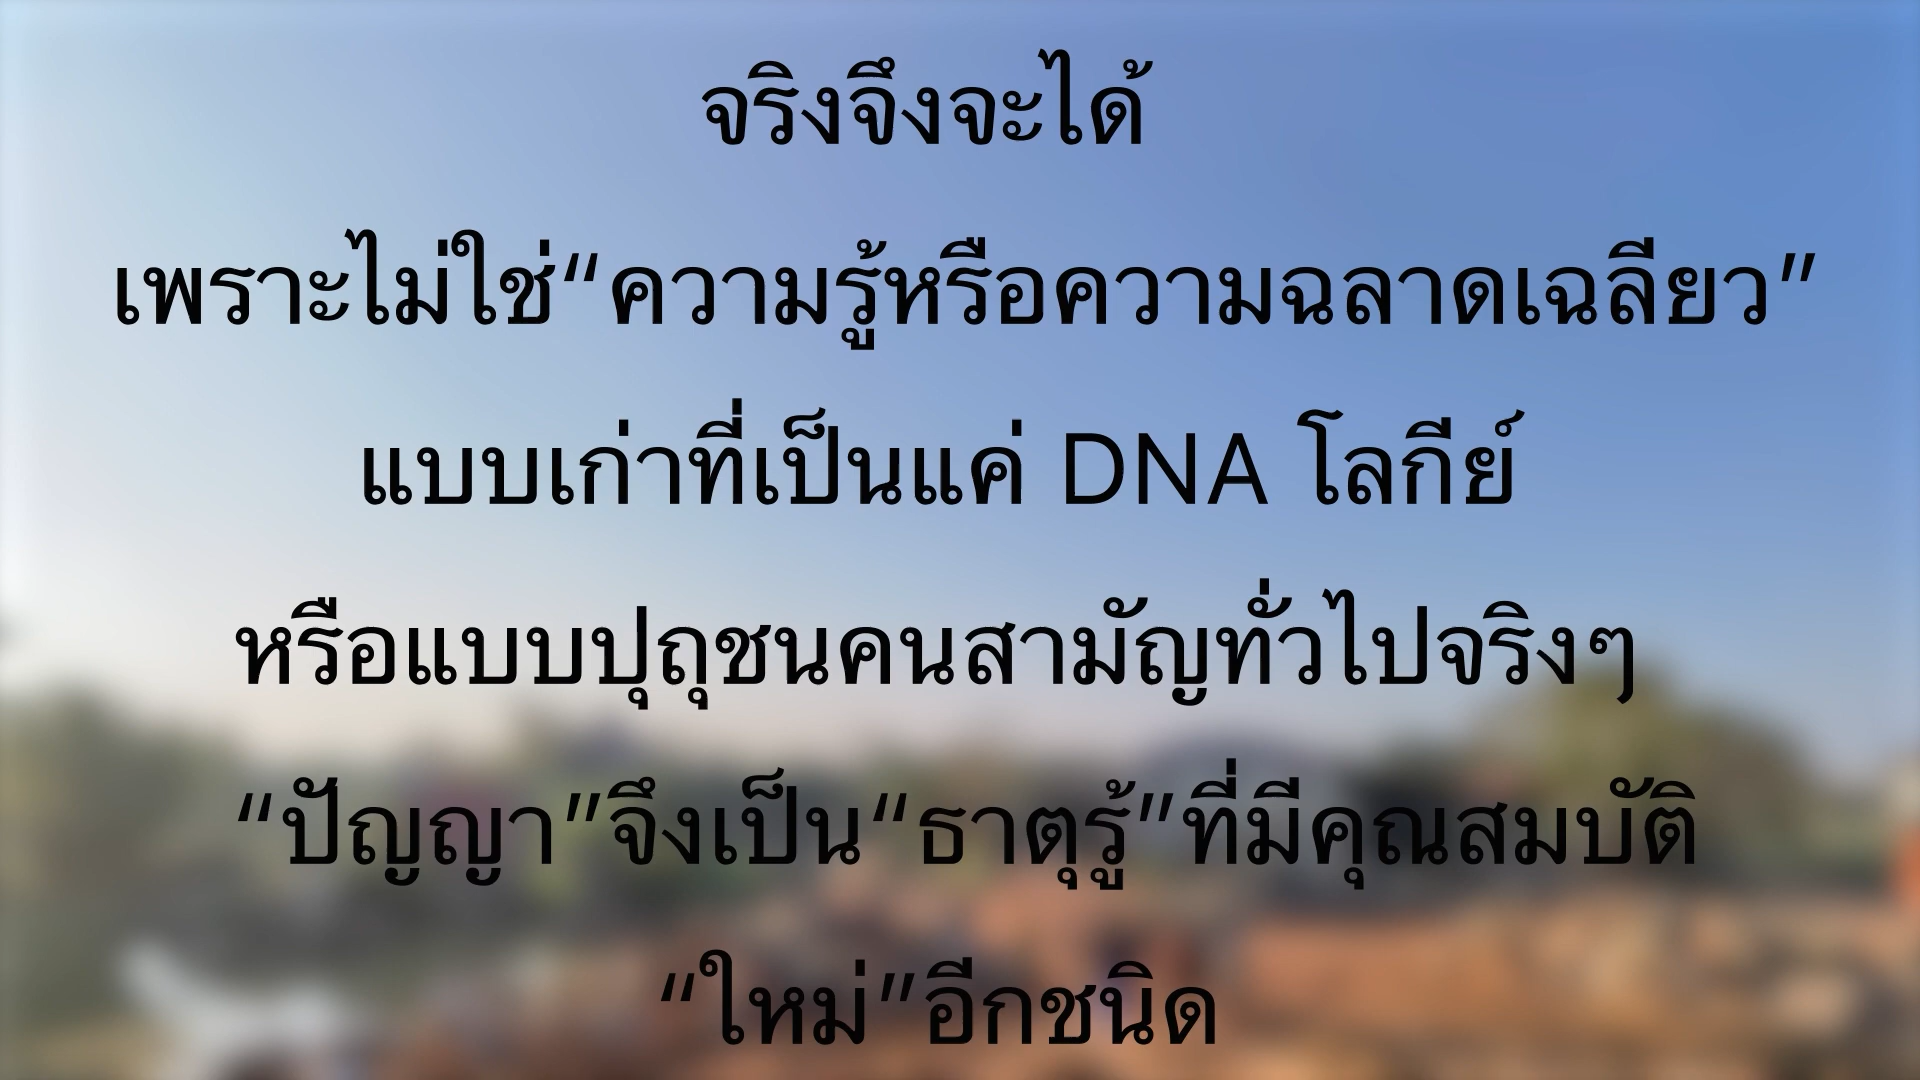 จริงจึงจะได้
เพราะไม่ใช่“ความรู้หรือความฉลาดเฉลียว”
แบบเก่าที่เป็นแค่ DNA โลกีย์
หรือแบบปุถุชนคนสามัญทั่วไปจริงๆ
“ปัญญา”จึงเป็น“ธาตุรู้”ที่มีคุณสมบัติ
“ใหม่”อีกชนิด